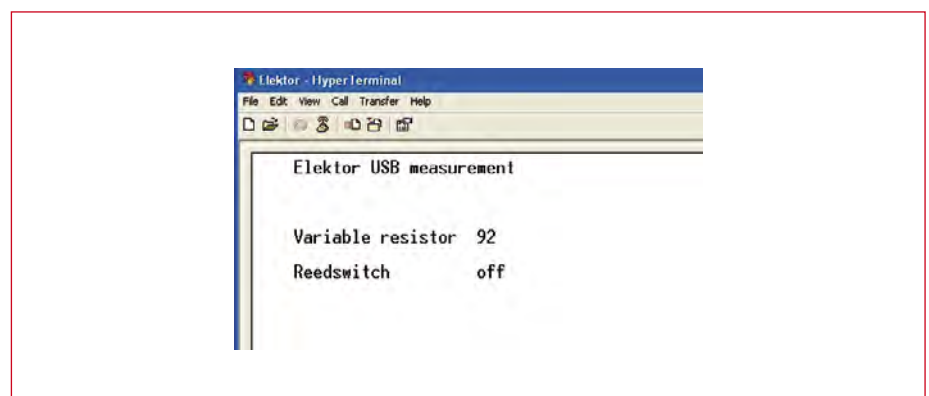 Elektor - HyperTerminal
File Edit View Call Transfer Help
Elektor USB measurement
Variable resistor 92
Reedswitch off